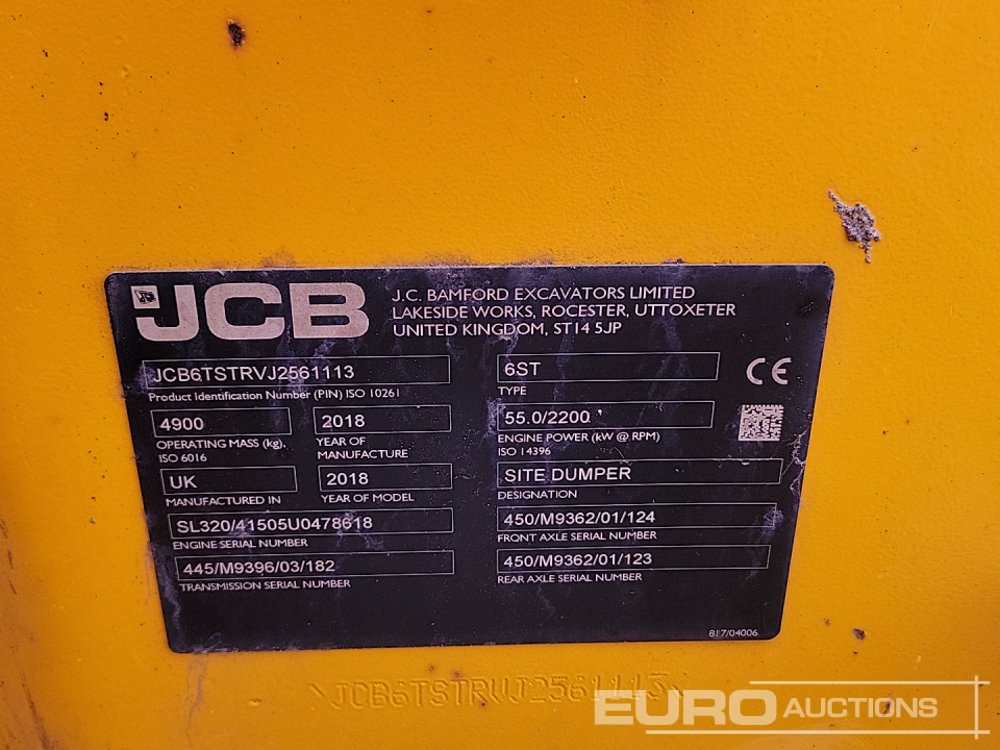 JCB
J.C. BAMFORD EXCAVATORS LIMITED
LAKESIDE WORKS, ROCESTER, UTTOXETER
UNITED KINGDOM, ST14 5JP
JCB6TSTRVJ2561113
Product Identification Number (PIN) ISO 10261
6ST
TYPE
CE
4900
OPERATING MASS (kg).
ISO 6016
2018
YEAR OF
MANUFACTURE
55.0/2200
ENGINE POWER (kW @ RPM)
ISO 14396
UK
MANUFACTURED IN
2018
YEAR OF MODEL
SITE DUMPER
DESIGNATION
SL320/41505U0478618
ENGINE SERIAL NUMBER
450/M9362/01/124
FRONT AXLE SERIAL NUMBER
445/M9396/03/182
TRANSMISSION SERIAL NUMBER
450/M9362/01/123
REAR AXLE SERIAL NUMBER
817/04006
JCB6TSTRVJ2561113
EURO AUCTIONS